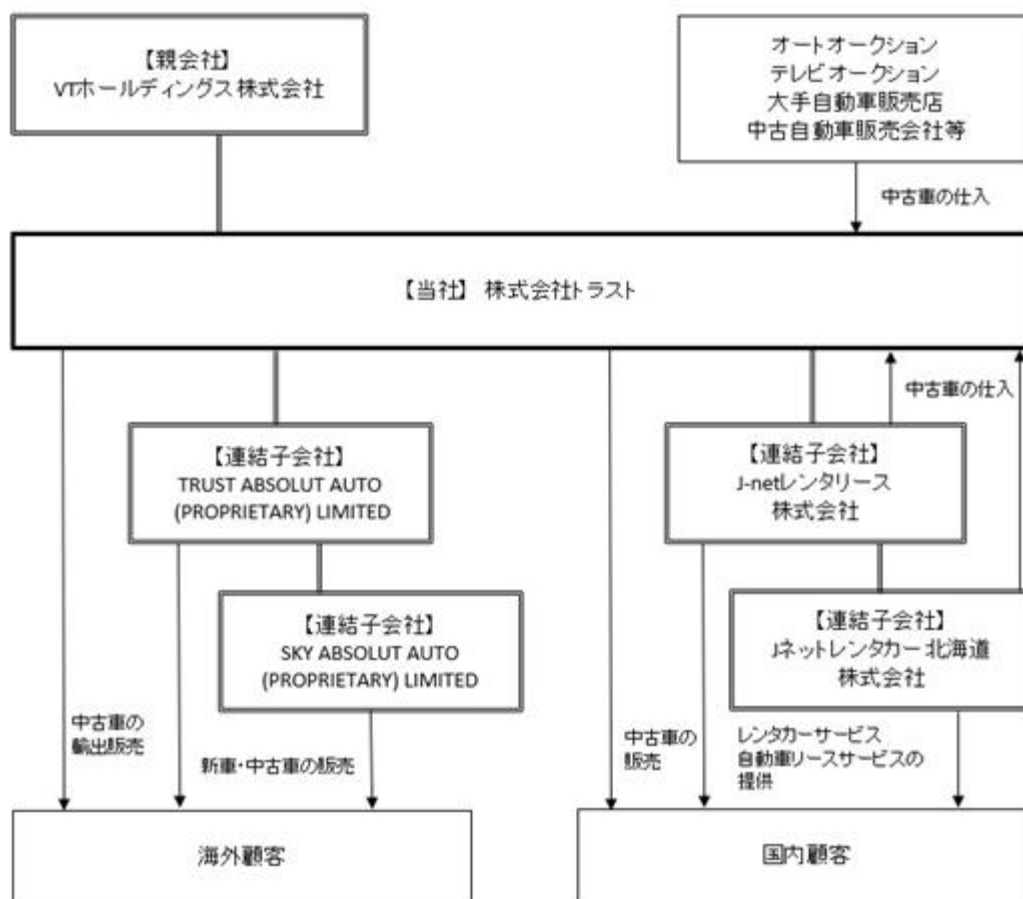 【親会社】
VTホールディングス株式会社
オートオークション
テレビオークション
大手自動車販売店
中古自動車販売会社等
中古車の仕入
【当社】 株式会社トラスト
中古車の仕入
【連結子会社】
TRUST ABSOLUT AUTO
(PROPRIETARY) LIMITED
【連結子会社】
J-netレンタリース
株式会社
【連結子会社】
SKY ABSOLUT AUTO
(PROPRIETARY) LIMITED
【連結子会社】
Jネットレンタカー北海道
株式会社
中古車の
輸出販売
新車・中古車の販売
中古車の
販売
レンタカーサービス
自動車リースサービスの
提供
海外顧客
国内顧客